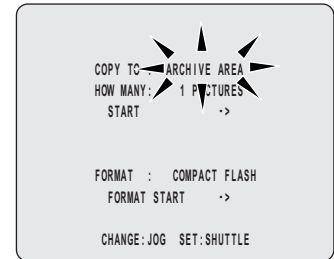 COPY TO : ARCHIVE AREA
HOW MANY: 1 PICTURES
START ->
FORMAT : COMPACT FLASH
FORMAT START ->
CHANGE:JOG SET:SHUTTLE